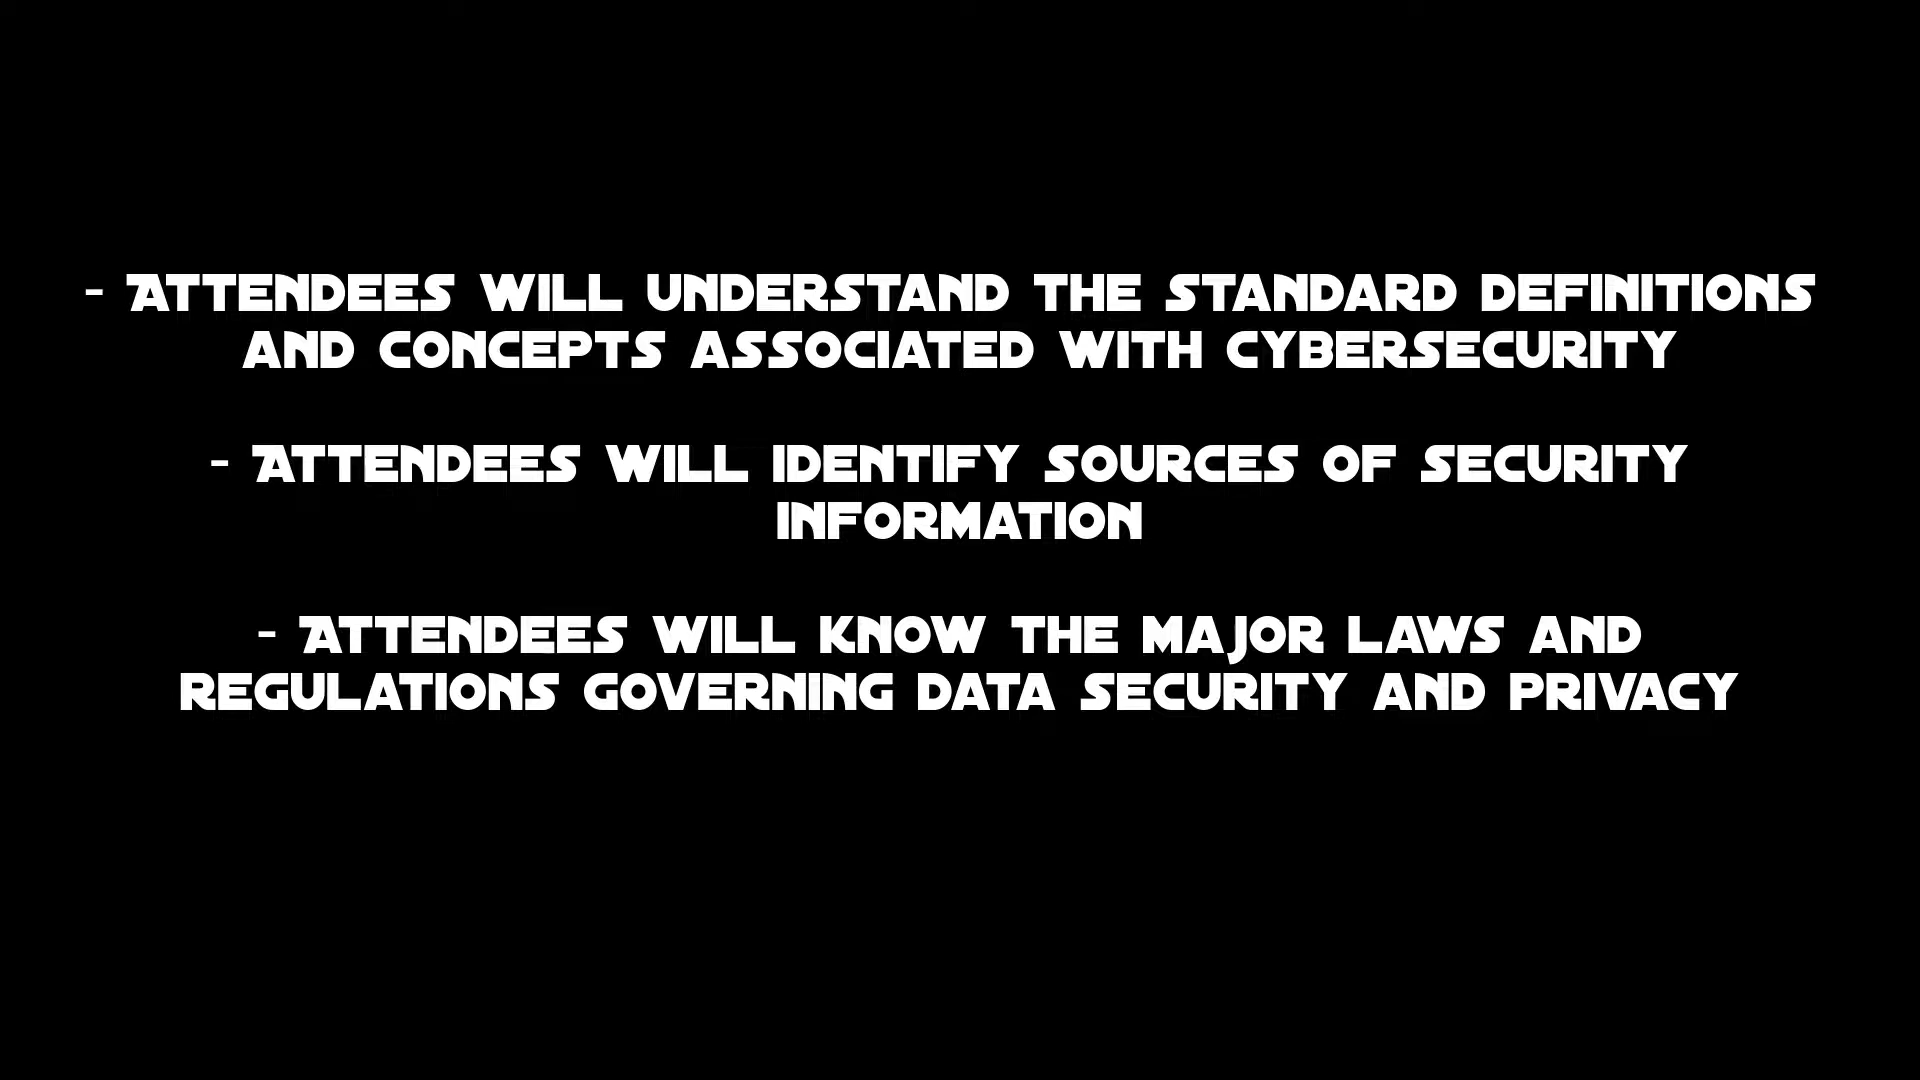 - ATTENDEES WILL UNDERSTAND THE STANDARD DEFINITIONS
AND CONCEPTS ASSOCIATED WITH CYBERSECURITY
- ATTENDEES WILL IDENTIFY SOURCES OF SECURITY
INFORMATION
- ATTENDEES WILL KNOW THE MAJOR LAWS AND
REGULATIONS GOVERNING DATA SECURITY AND PRIVACY